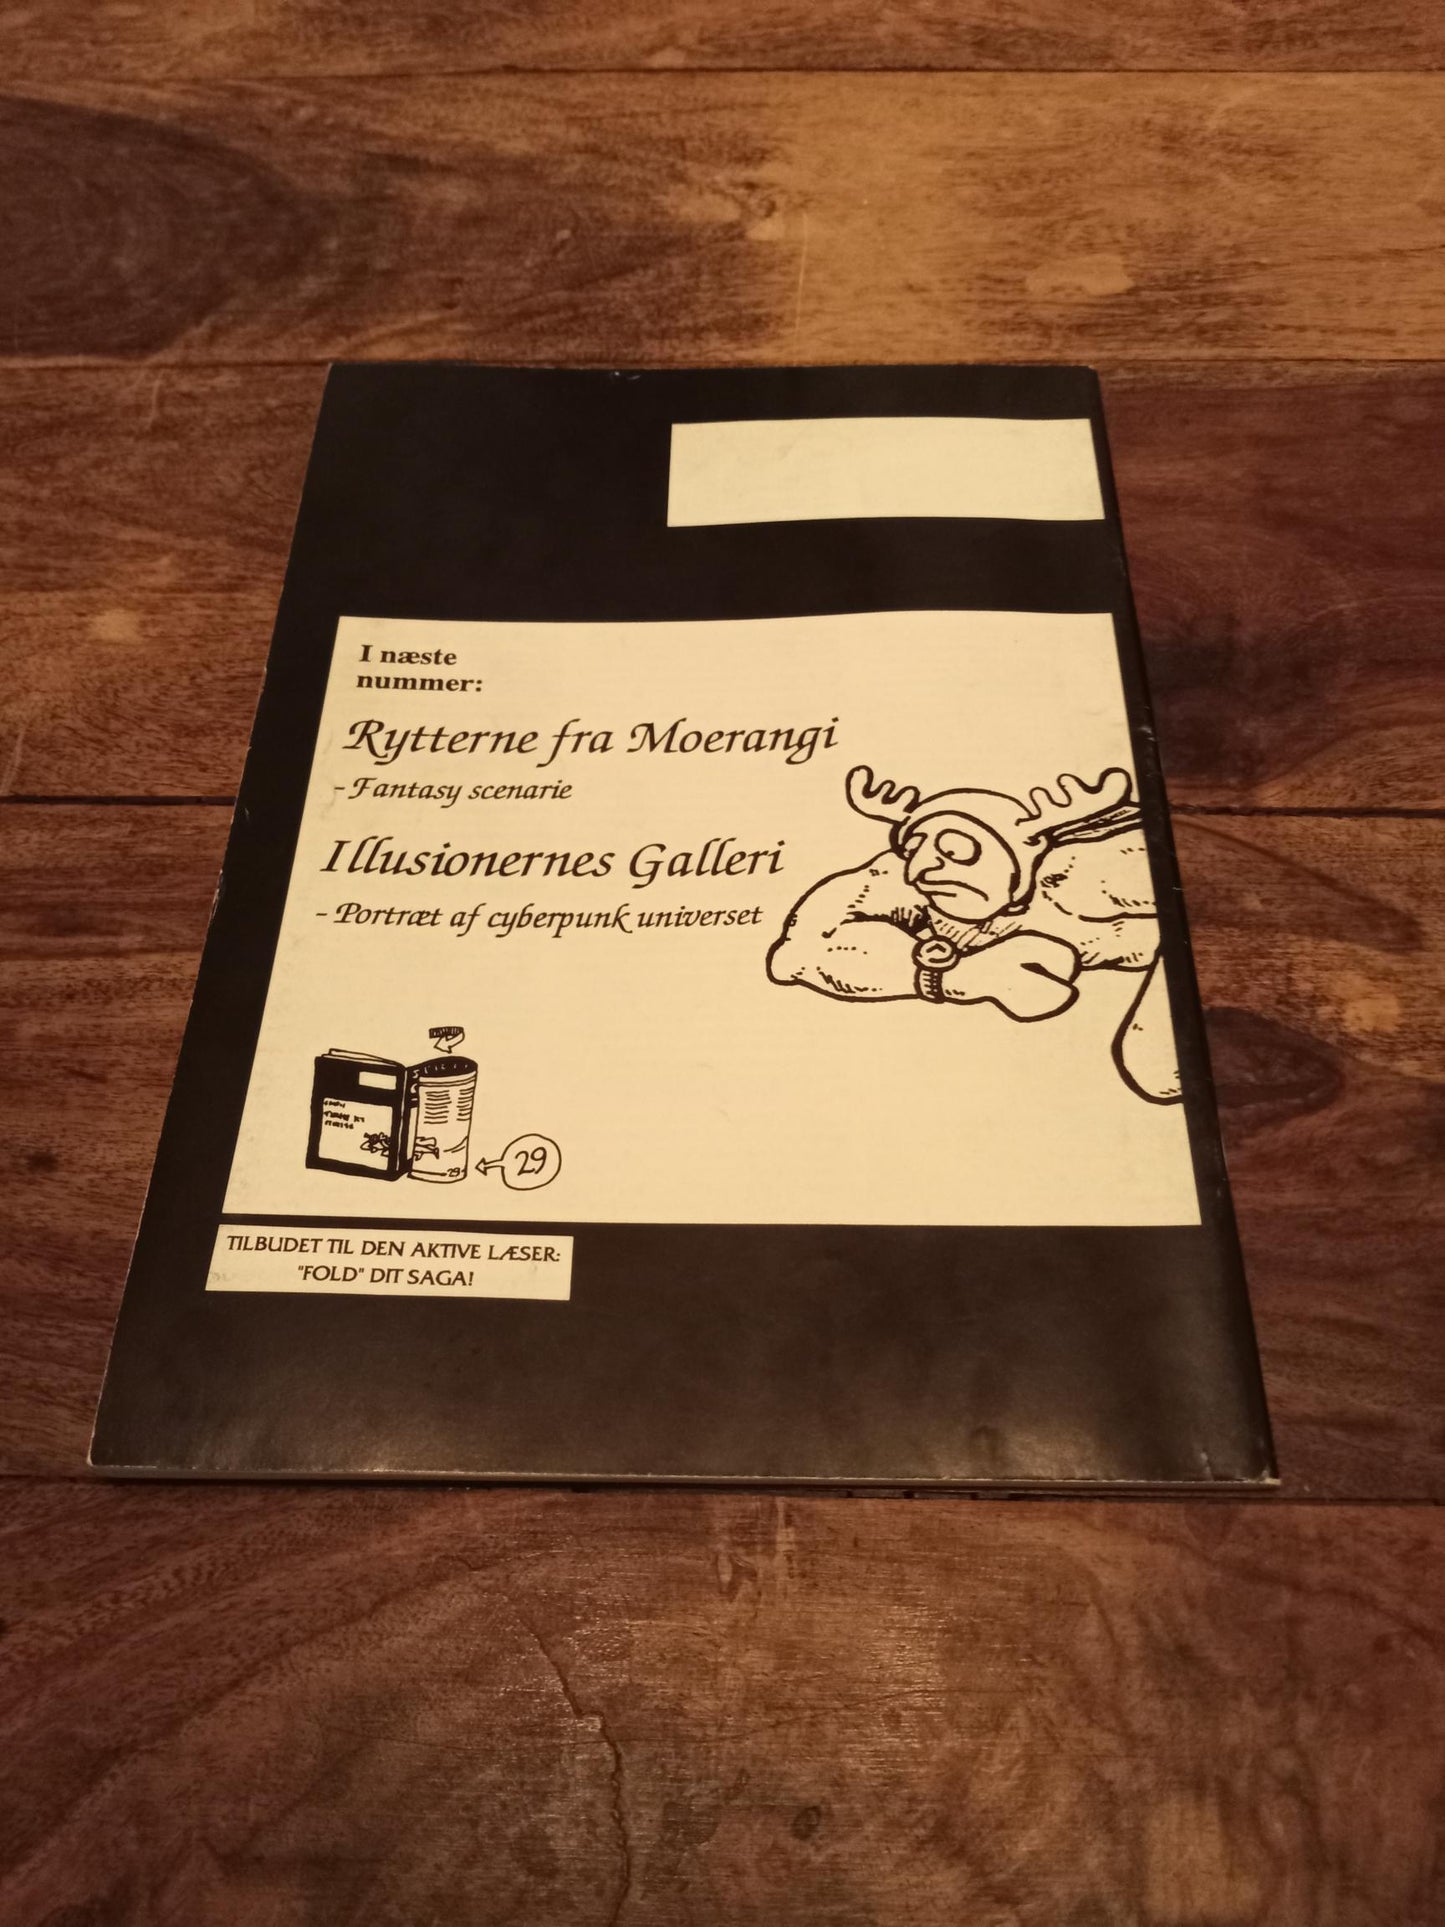 I næste
nummer:
Rytterne fra Moerangi
- Fantasy scenarie
Illusionernes Galleri
- Portræt af cyberpunk universet
29
29
TILBUDET TIL DEN AKTIVE LÆSER:
"FOLD" DIT SAGA!